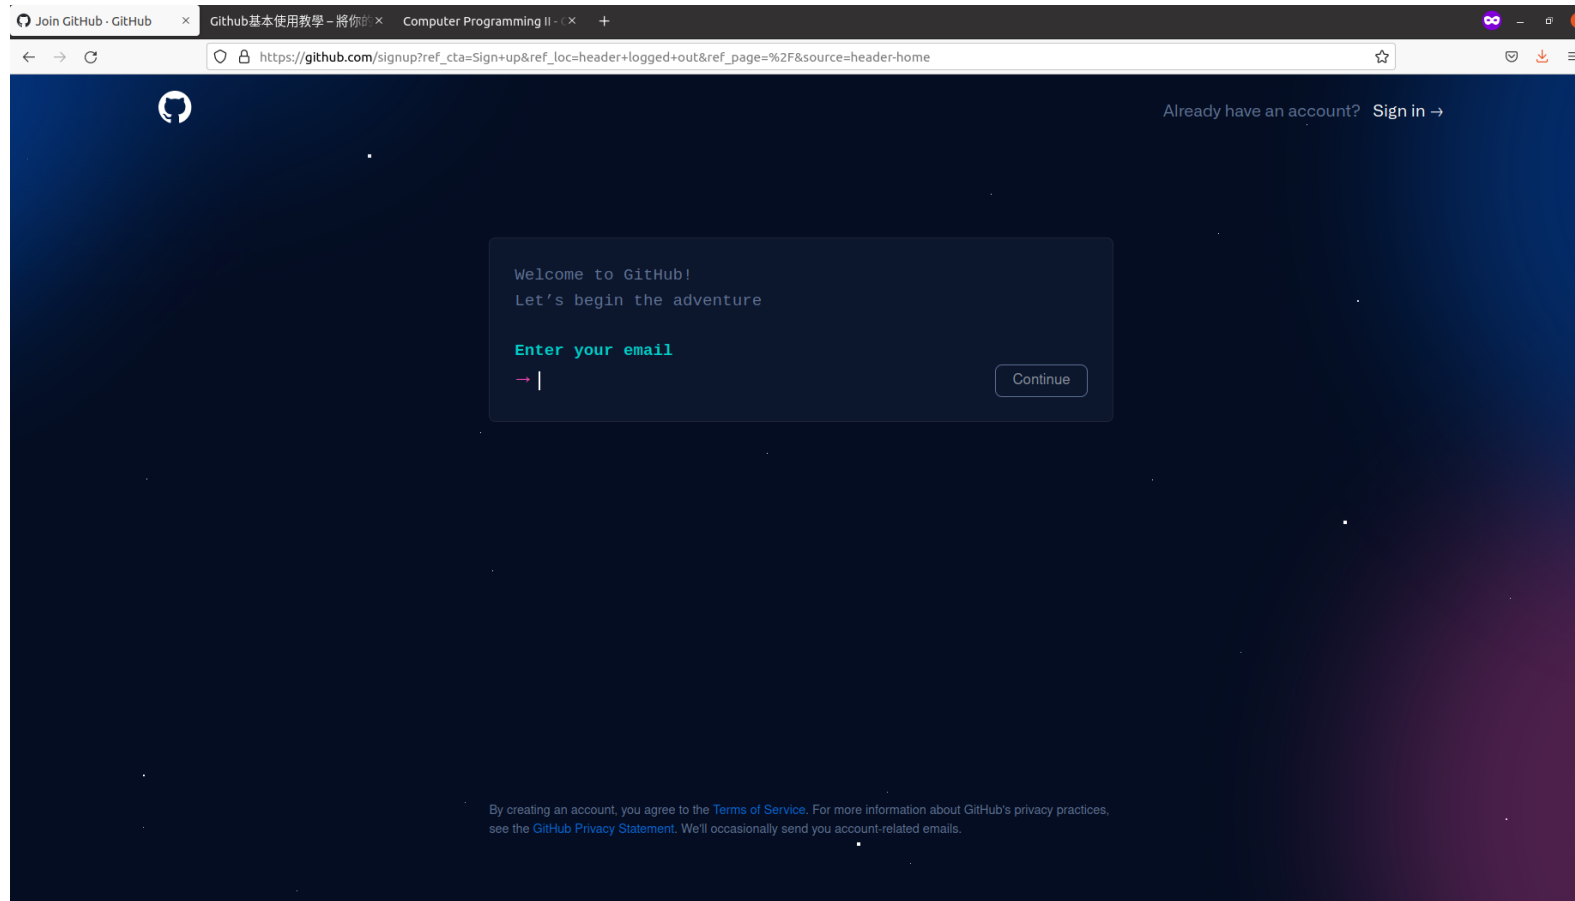 Join GitHub · GitHub
Github基本使用教學 – 將你的
Computer Programming II -
https://github.com/signup?ref_cta=Sign+up&ref_loc=header+logged+out&ref_page=%2F&source=header-home
Already have an account? Sign in →
Welcome to GitHub!
Let’s begin the adventure
Enter your email
→
Continue
By creating an account, you agree to the Terms of Service. For more information about GitHub's privacy practices,
see the GitHub Privacy Statement. We'll occasionally send you account-related emails.